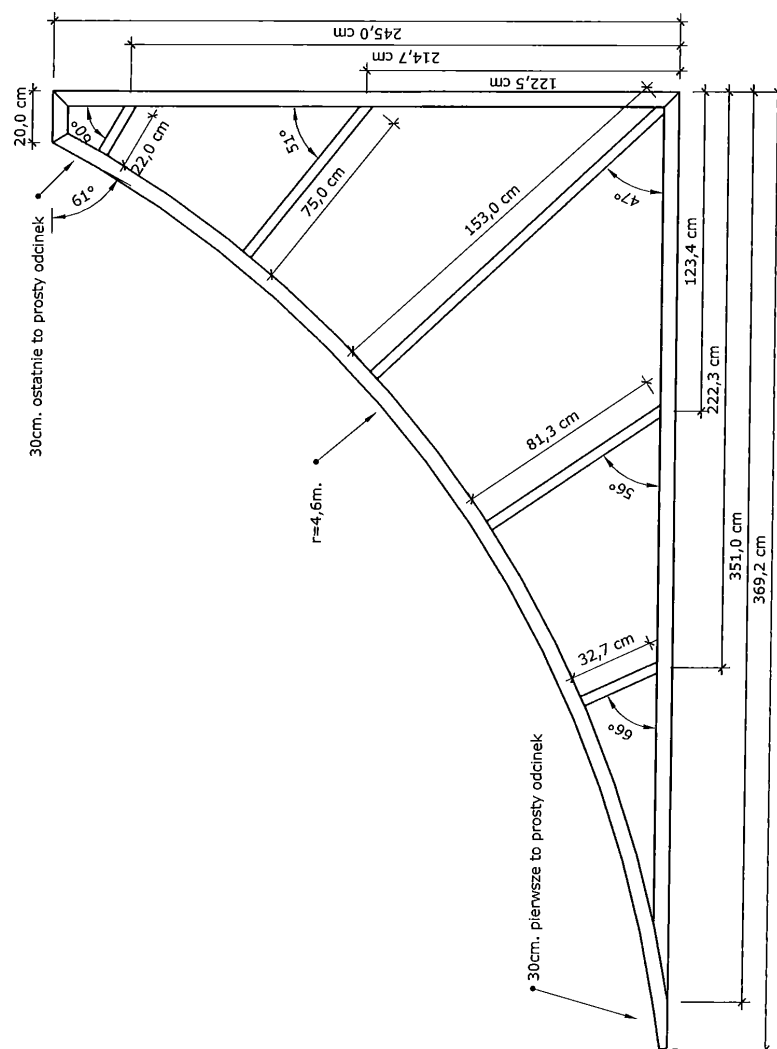 245,0 cm
214,7 cm
122,5 cm
20,0 cm
60°
22,0 cm
61°
51°
75,0 cm
153,0 cm
47°
30cm. ostatnie to prosty odcinek
r=4,6m.
123,4 cm
222,3 cm
81,3 cm
56°
351,0 cm
369,2 cm
32,7 cm
66°
30cm. pierwsze to prosty odcinek